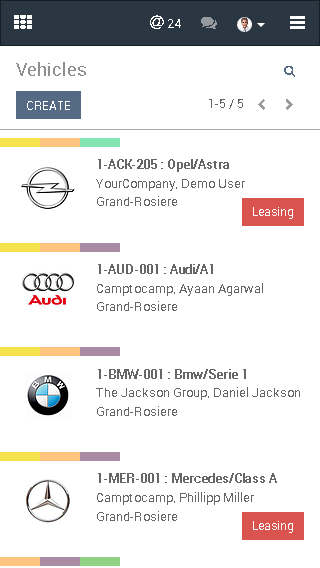 @ 24
Vehicles
CREATE
1-5 / 5
1-ACK-205 : Opel/Astra
YourCompany, Demo User
Grand-Rosiere
Leasing
1-AUD-001 : Audi/A1
Camptocamp, Ayaan Agarwal
Grand-Rosiere
Audi
1-BMW-001 : Bmw/Serie 1
The Jackson Group, Daniel Jackson
Grand-Rosiere
BMW
1-MER-001 : Mercedes/Class A
Camptocamp, Phillipp Miller
Grand-Rosiere
Leasing